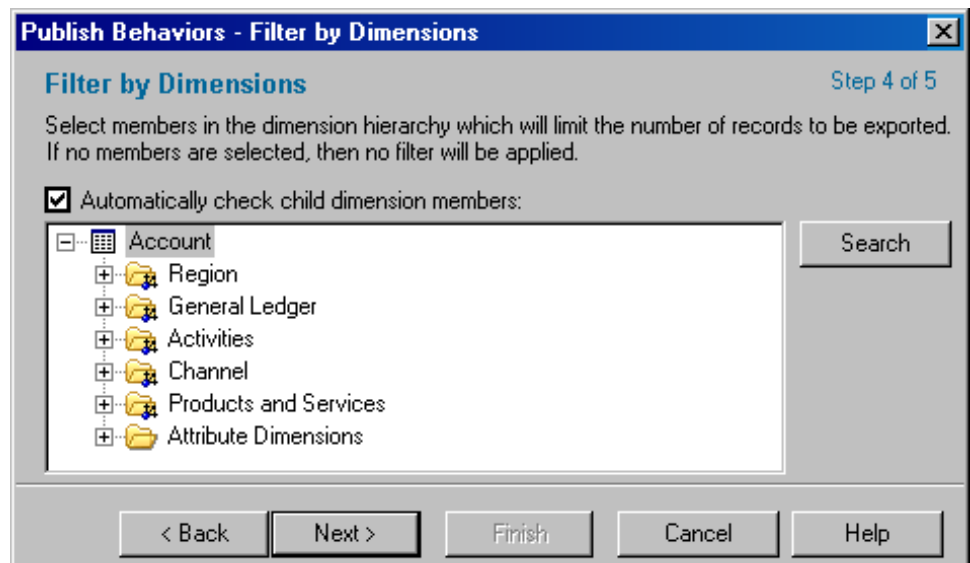 Publish Behaviors - Filter by Dimensions
Filter by Dimensions
Step 4 of 5
Select members in the dimension hierarchy which will limit the number of records to be exported.
If no members are selected, then no filter will be applied.
Automatically check child dimension members:
Account
Search
Region
General Ledger
Activities
Channel
Products and Services
Attribute Dimensions
< Back
Next >
Finish
Cancel
Help